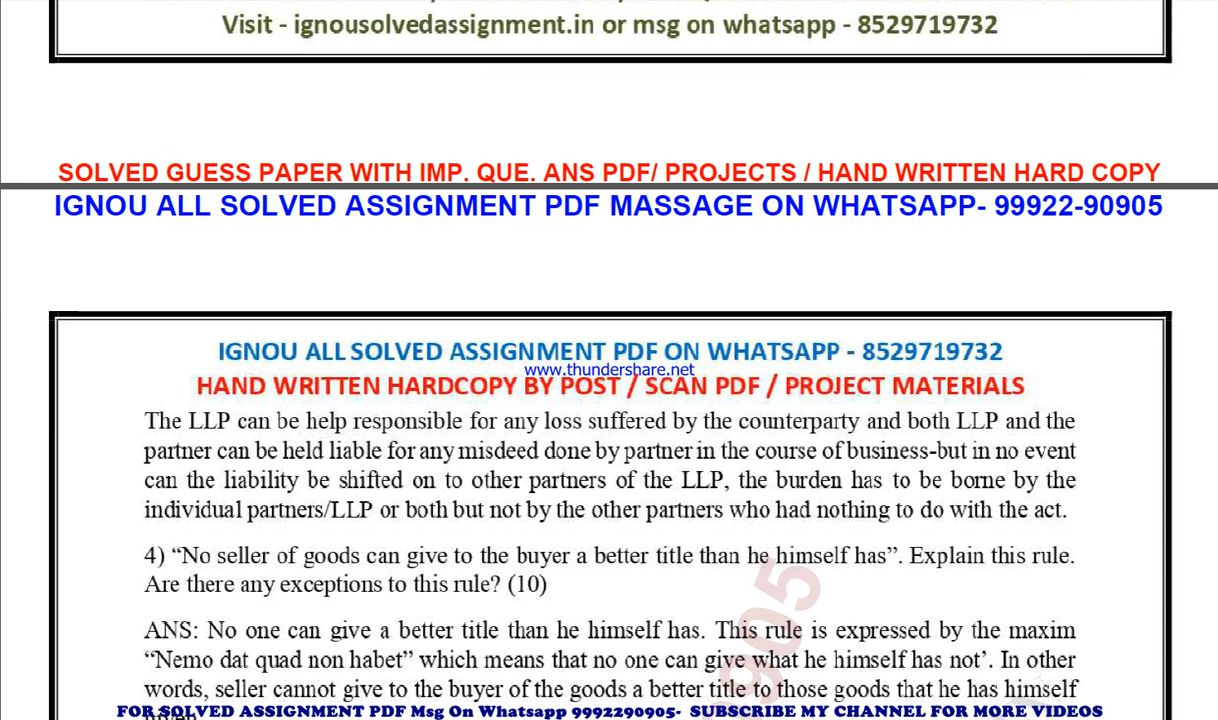 Visit - ignousolvedassignment.in or msg on whatsapp - 8529719732
SOLVED GUESS PAPER WITH IMP. QUE. ANS PDF/ PROJECTS / HAND WRITTEN HARD COPY
IGNOU ALL SOLVED ASSIGNMENT PDF MASSAGE ON WHATSAPP- 99922-90905
IGNOU ALL SOLVED ASSIGNMENT PDF ON WHATSAPP - 8529719732
www.thundershare.net
HAND WRITTEN HARDCOPY BY POST / SCAN PDF / PROJECT MATERIALS
The LLP can be help responsible for any loss suffered by the counterparty and both LLP and the
partner can be held liable for any misdeed done by partner in the course of business-but in no event
can the liability be shifted on to other partners of the LLP, the burden has to be borne by the
individual partners/LLP or both but not by the other partners who had nothing to do with the act.
4) “No seller of goods can give to the buyer a better title than he himself has”. Explain this rule.
Are there any exceptions to this rule? (10)
ANS: No one can give a better title than he himself has. This rule is expressed by the maxim
“Nemo dat quad non habet” which means that no one can give what he himself has not’. In other
words, seller cannot give to the buyer of the goods a better title to those goods that he has himself
FOR SOLVED ASSIGNMENT PDF Msg On Whatsapp 9992290905- SUBSCRIBE MY CHANNEL FOR MORE VIDEOS
905